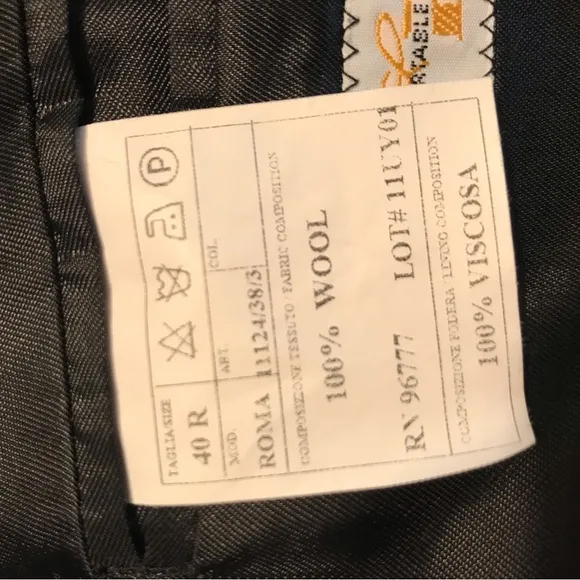 TAGLIA/SIZE
40 R
P
MOD.
ROMA
ART.
11124/38/3
COL.
COMPOSIZIONE TESSUTO / FABRIC COMPOSITION
100% WOOL
RN 96777 LOT# 11UY01
COMPOSIZIONE FODERA / LINING COMPOSITION
100% VISCOSA
TABLE